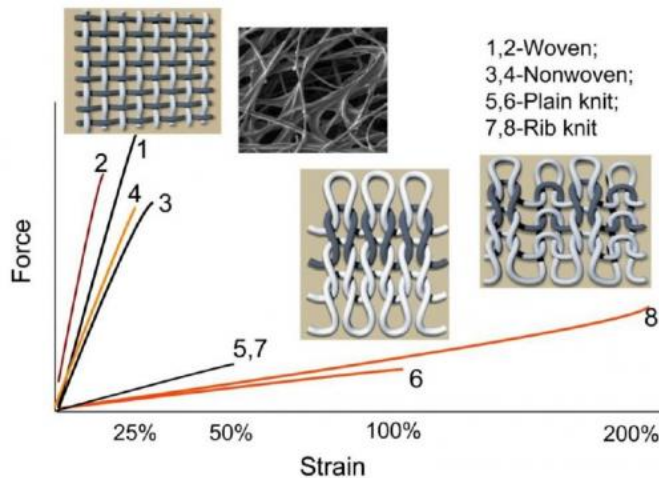 1,2-Woven;
3,4-Nonwoven;
5,6-Plain knit;
7,8-Rib knit
2
1
4
3
5,7
6
8
Force
25%
50%
100%
200%
Strain